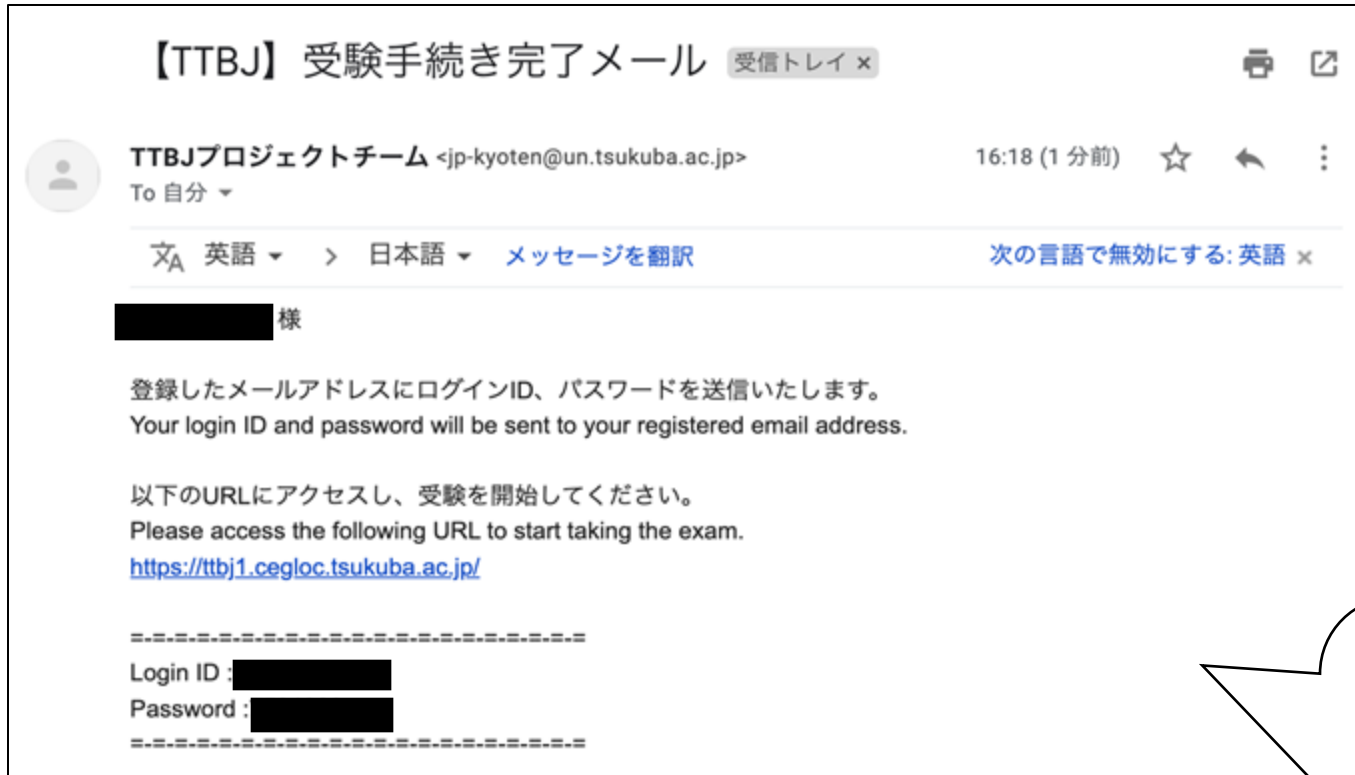 【TTBJ】受験手続き完了メール 受信トレイ ×
TTBJプロジェクトチーム <jp-kyoten@un.tsukuba.ac.jp> 16:18 (1 分前)
To 自分
文A 英語 > 日本語 メッセージを翻訳 次の言語で無効にする: 英語 ×
様
登録したメールアドレスにログインID、パスワードを送信いたします。
Your login ID and password will be sent to your registered email address.
以下のURLにアクセスし、受験を開始してください。
Please access the following URL to start taking the exam.
https://ttbj1.cegloc.tsukuba.ac.jp/
=-=-=-=-=-=-=-=-=-=-=-=-=-=-=-=-=-=-=-=-=
Login ID :
Password :
=-=-=-=-=-=-=-=-=-=-=-=-=-=-=-=-=-=-=-=-=